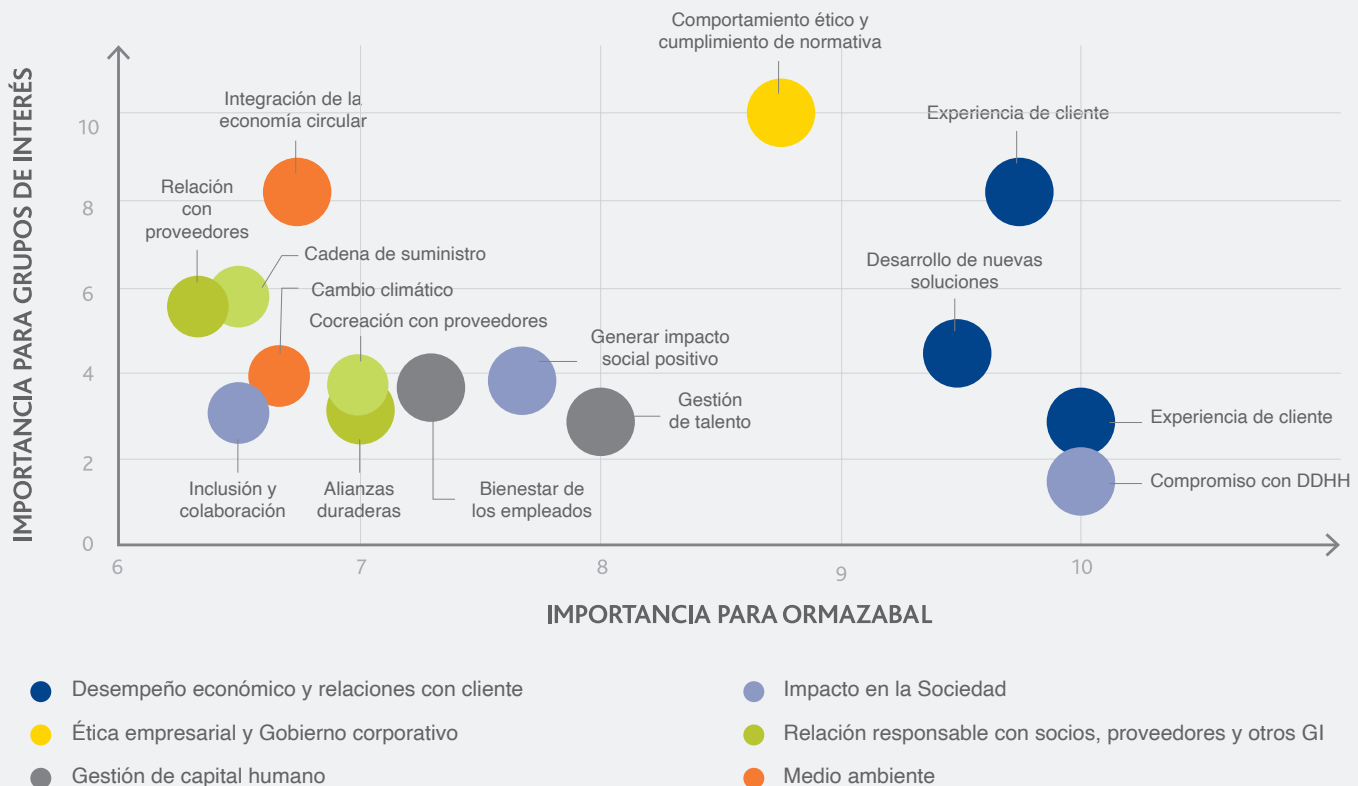 Comportamiento ético y
cumplimiento de normativa
IMPORTANCIA PARA GRUPOS DE INTERÉS
Integración de la
economía circular
Experiencia de cliente
10
Relación
con
proveedores
8
Cadena de suministro
Desarrollo de nuevas
soluciones
6
Cambio climático
Cocreación con proveedores
Generar impacto
social positivo
4
Gestión
de talento
Experiencia de cliente
2
Inclusión y
colaboración
Alianzas
duraderas
Bienestar de
los empleados
Compromiso con DDHH
0
6
7
8
9
10
IMPORTANCIA PARA ORMAZABAL
Desempeño económico y relaciones con cliente
Impacto en la Sociedad
Ética empresarial y Gobierno corporativo
Relación responsable con socios, proveedores y otros GI
Gestión de capital humano
Medio ambiente